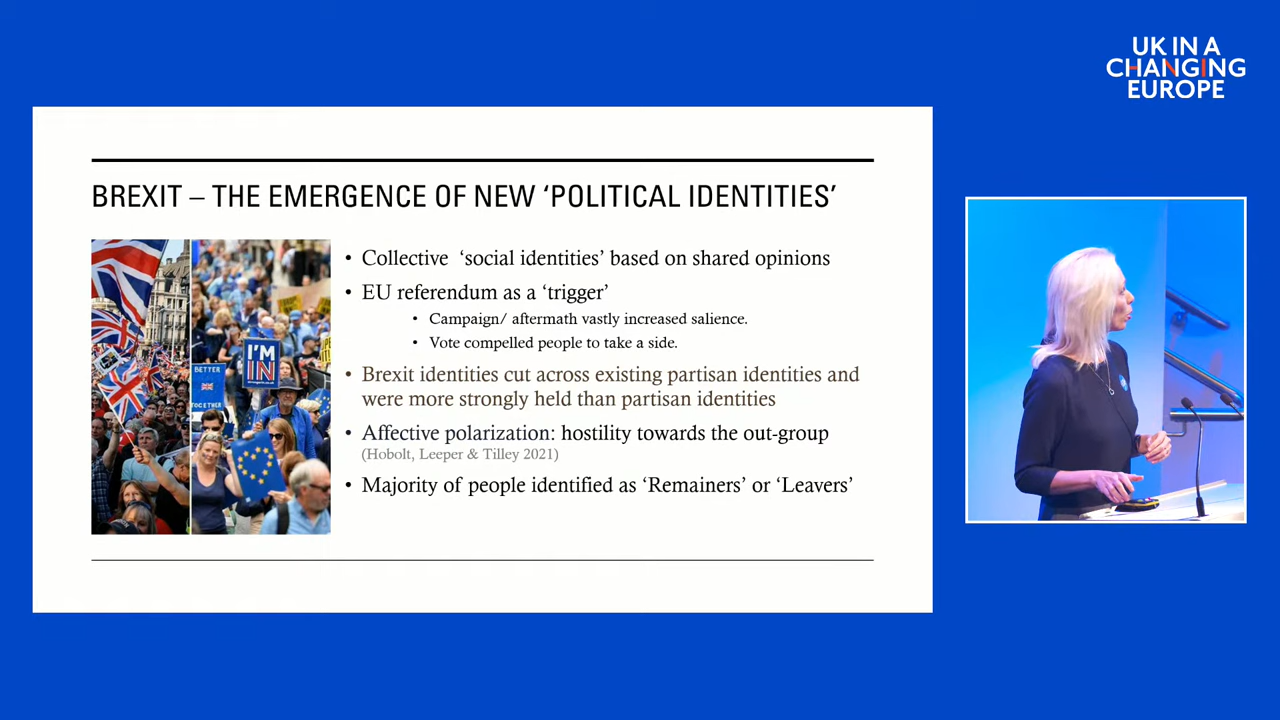 UK IN A
CHANGING
EUROPE
BREXIT – THE EMERGENCE OF NEW ‘POLITICAL IDENTITIES’
I'M
IN
BETTER
TOGETHER
• Collective ‘social identities’ based on shared opinions
• EU referendum as a ‘trigger’
• Campaign/ aftermath vastly increased salience.
• Vote compelled people to take a side.
• Brexit identities cut across existing partisan identities and
were more strongly held than partisan identities
• Affective polarization: hostility towards the out-group
(Hobolt, Leeper & Tilley 2021)
• Majority of people identified as ‘Remainers’ or ‘Leavers’